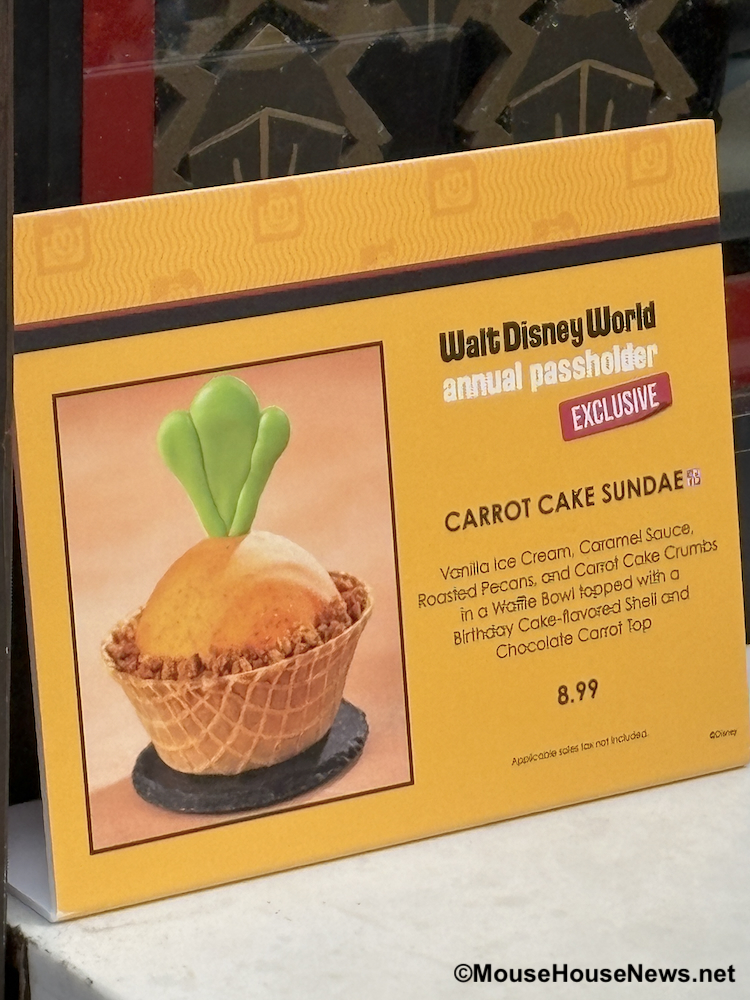 Walt Disney World
annual passholder
EXCLUSIVE
CARROT CAKE SUNDAE
Vanilla Ice Cream, Caramel Sauce,
Roasted Pecans, and Carrot Cake Crumbs
in a Waffle Bowl topped with a
Birthday Cake-flavored Shell and
Chocolate Carrot Top
8.99
Applicable sales tax not included.
©Disney
©MouseHouseNews.net